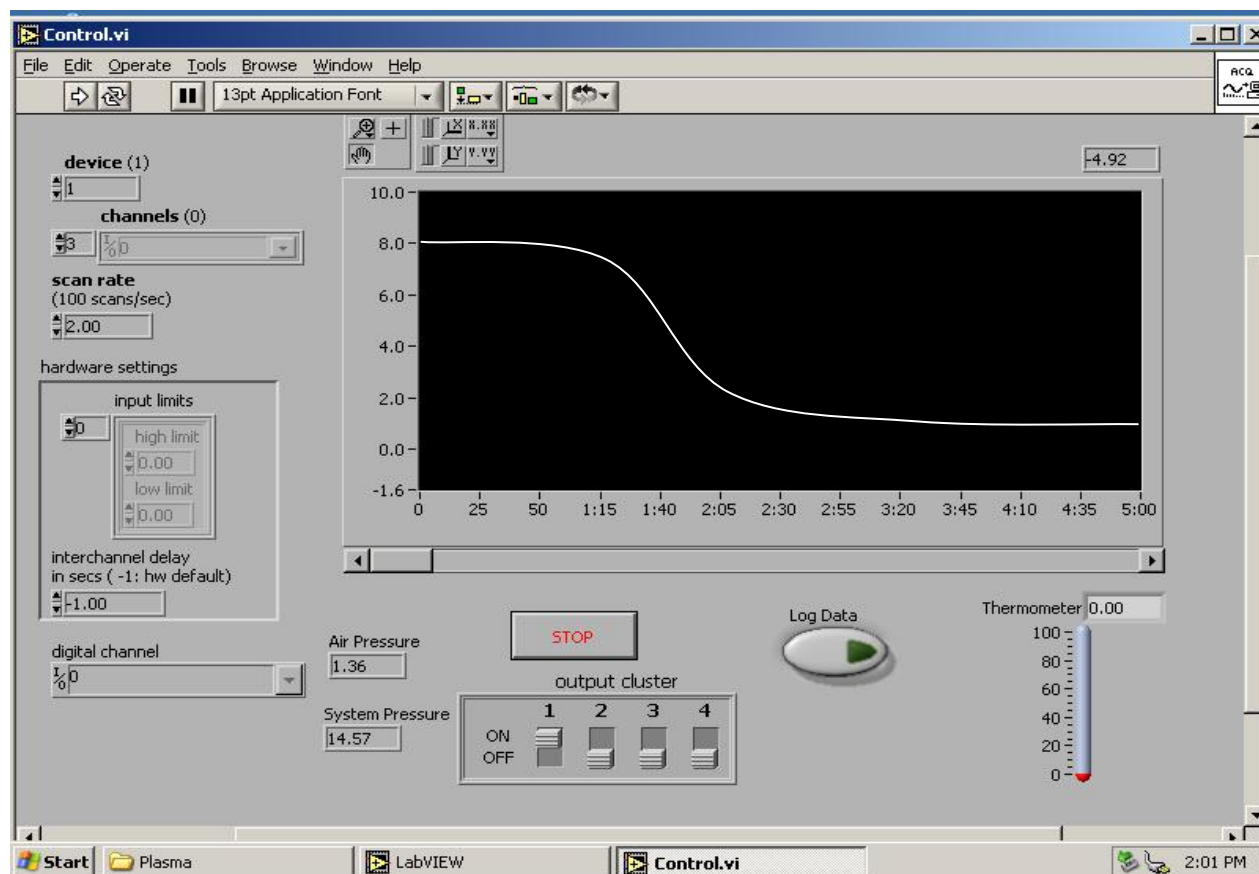 Control.vi
File Edit Operate Tools Browse Window Help
13pt Application Font
ACQ
X 8.88
Y Y.YY
-4.92
device (1)
1
channels (0)
3 0
scan rate
(100 scans/sec)
2.00
hardware settings
input limits
0
high limit
0.00
low limit
0.00
interchannel delay
in secs ( -1: hw default)
-1.00
digital channel
0
10.0
8.0
6.0
4.0
2.0
0.0
-1.6
0 25 50 1:15 1:40 2:05 2:30 2:55 3:20 3:45 4:10 4:35 5:00
Air Pressure
1.36
System Pressure
14.57
STOP
output cluster
1 2 3 4
ON
OFF
Log Data
Thermometer 0.00
100
80
60
40
20
0
Start Plasma LabVIEW Control.vi 2:01 PM